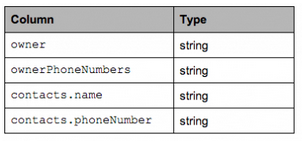 Column Type
owner string
ownerPhoneNumbers string
contacts.name string
contacts.phoneNumber string